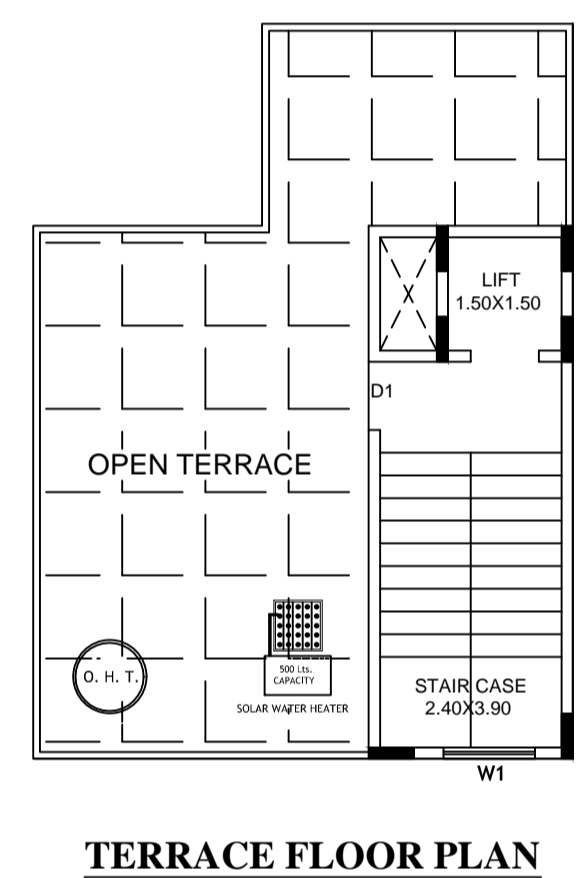 LIFT
1.50X1.50
D1
OPEN TERRACE
O. H. T.
500 Lts.
CAPACITY
SOLAR WATER HEATER
STAIR CASE
2.40X3.90
W1
TERRACE FLOOR PLAN